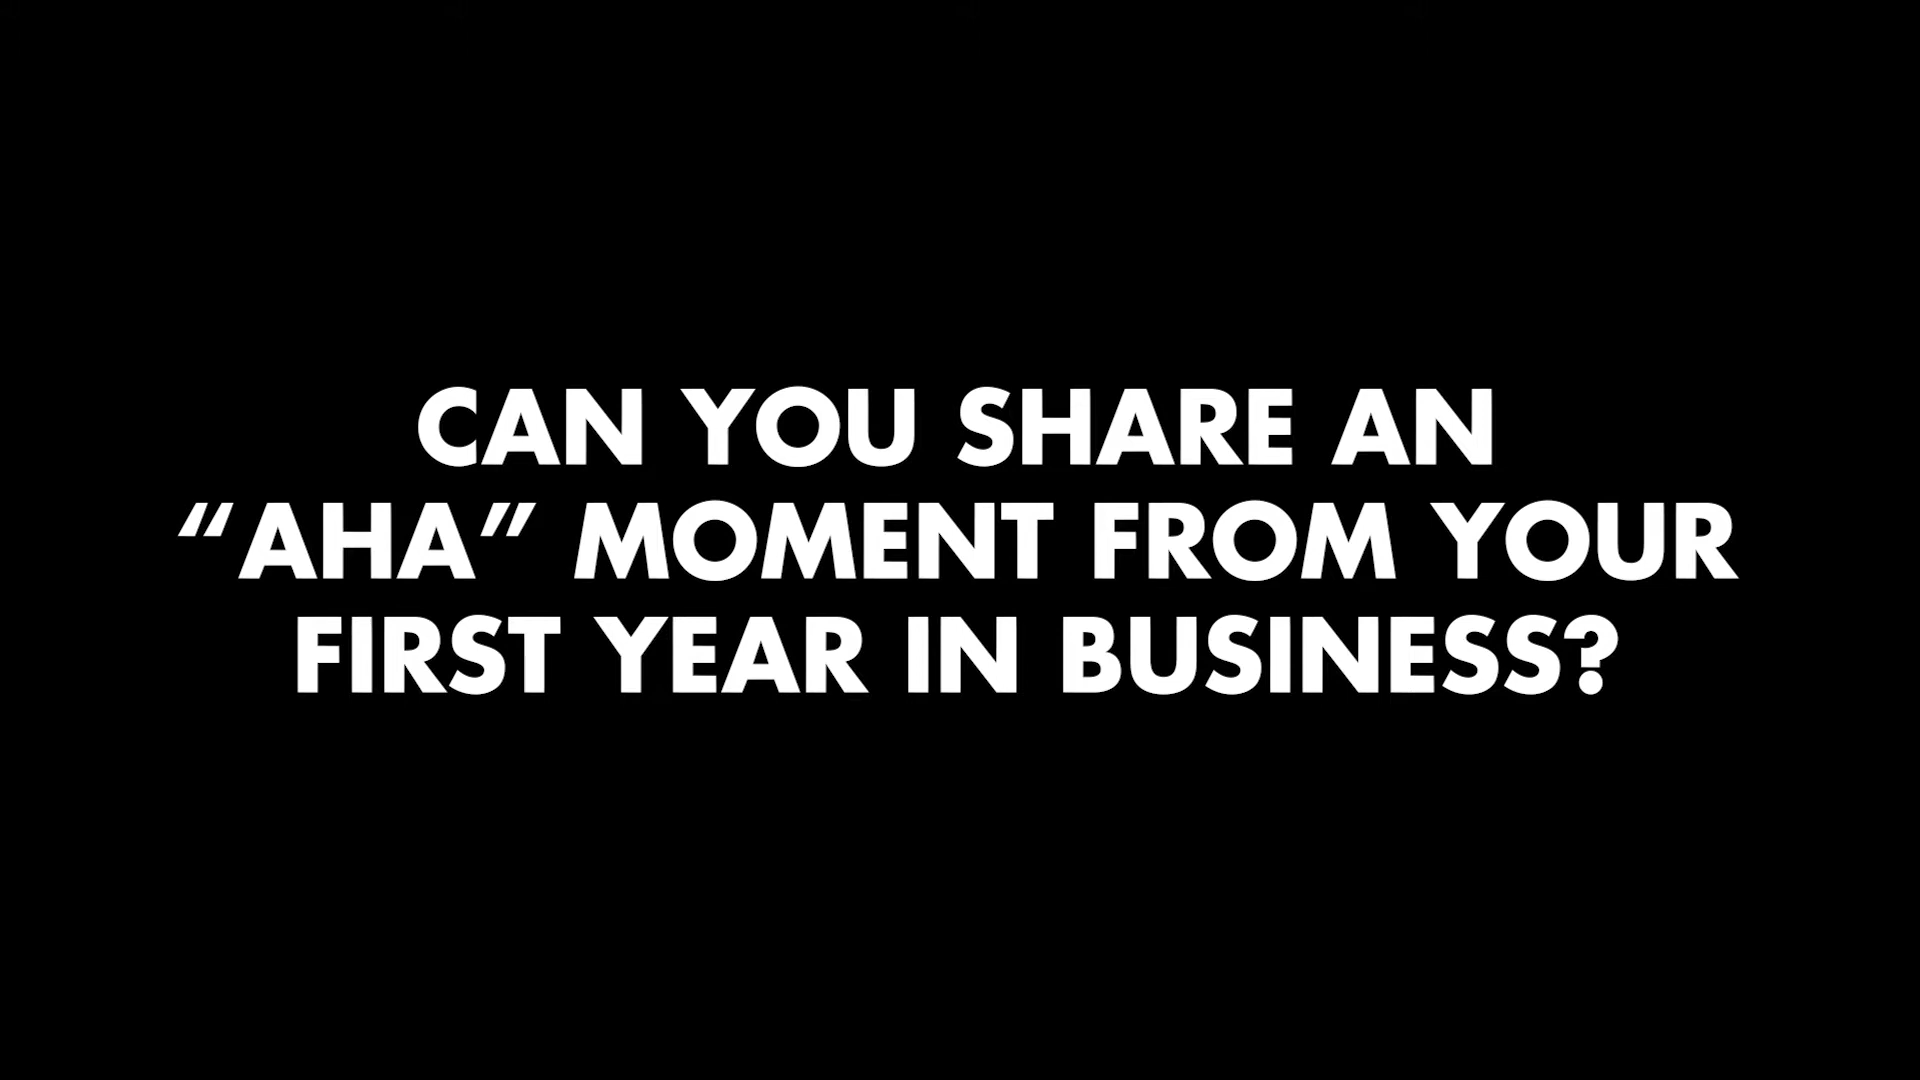 CAN YOU SHARE AN
“AHA” MOMENT FROM YOUR
FIRST YEAR IN BUSINESS?